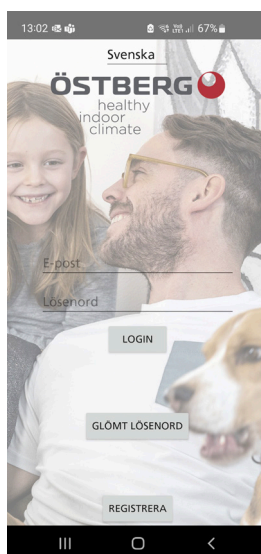 13:02
67%
Svenska
ÖSTBERG
healthy
indoor
climate
E-post
Lösenord
LOGIN
GLÖMT LÖSENORD
REGISTRERA